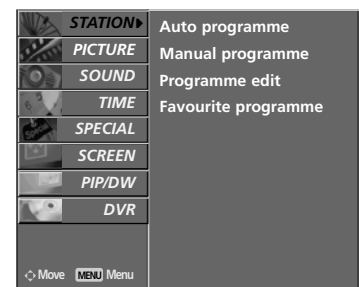 STATION
PICTURE
SOUND
TIME
SPECIAL
SCREEN
PIP/DW
DVR
Auto programme
Manual programme
Programme edit
Favourite programme
Move MENU Menu